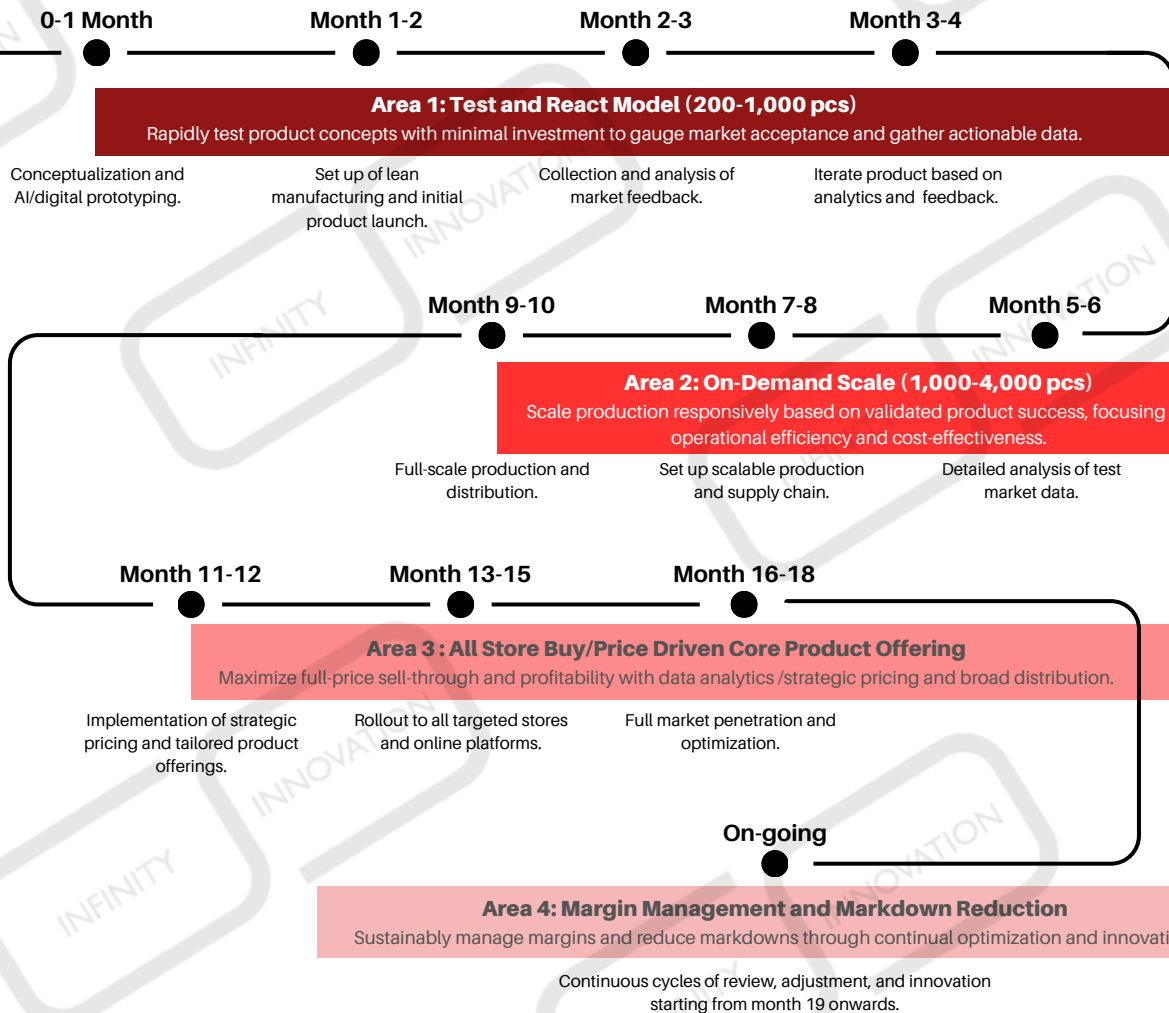 0-1 Month
Month 1-2
Month 2-3
Month 3-4
Area 1: Test and React Model (200-1,000 pcs)
Rapidly test product concepts with minimal investment to gauge market acceptance and gather actionable data.
Conceptualization and
AI/digital prototyping.
Set up of lean
manufacturing and initial
product launch.
Collection and analysis of
market feedback.
Iterate product based on
analytics and feedback.
Month 9-10
Month 7-8
Month 5-6
Area 2: On-Demand Scale (1,000-4,000 pcs)
Scale production responsively based on validated product success, focusing
operational efficiency and cost-effectiveness.
Full-scale production and
distribution.
Set up scalable production
and supply chain.
Detailed analysis of test
market data.
Month 11-12
Month 13-15
Month 16-18
Area 3 : All Store Buy/Price Driven Core Product Offering
Maximize full-price sell-through and profitability with data analytics /strategic pricing and broad distribution.
Implementation of strategic
pricing and tailored product
offerings.
Rollout to all targeted stores
and online platforms.
Full market penetration and
optimization.
On-going
Area 4: Margin Management and Markdown Reduction
Sustainably manage margins and reduce markdowns through continual optimization and innovati
Continuous cycles of review, adjustment, and innovation
starting from month 19 onwards.
INFINITY
INNOVATION
INNOVATION
INFINITY
INNOVATION
INFINITY
INNOVATION